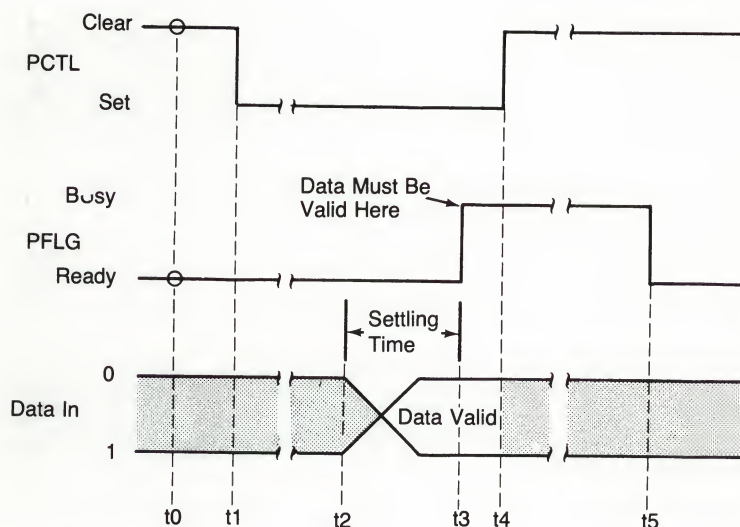 Clear
PCTL
Set
Busy
PFLG
Ready
Data Must Be
Valid Here
Settling
Time
0
Data In
1
Data Valid
t0 t1 t2 t3 t4 t5